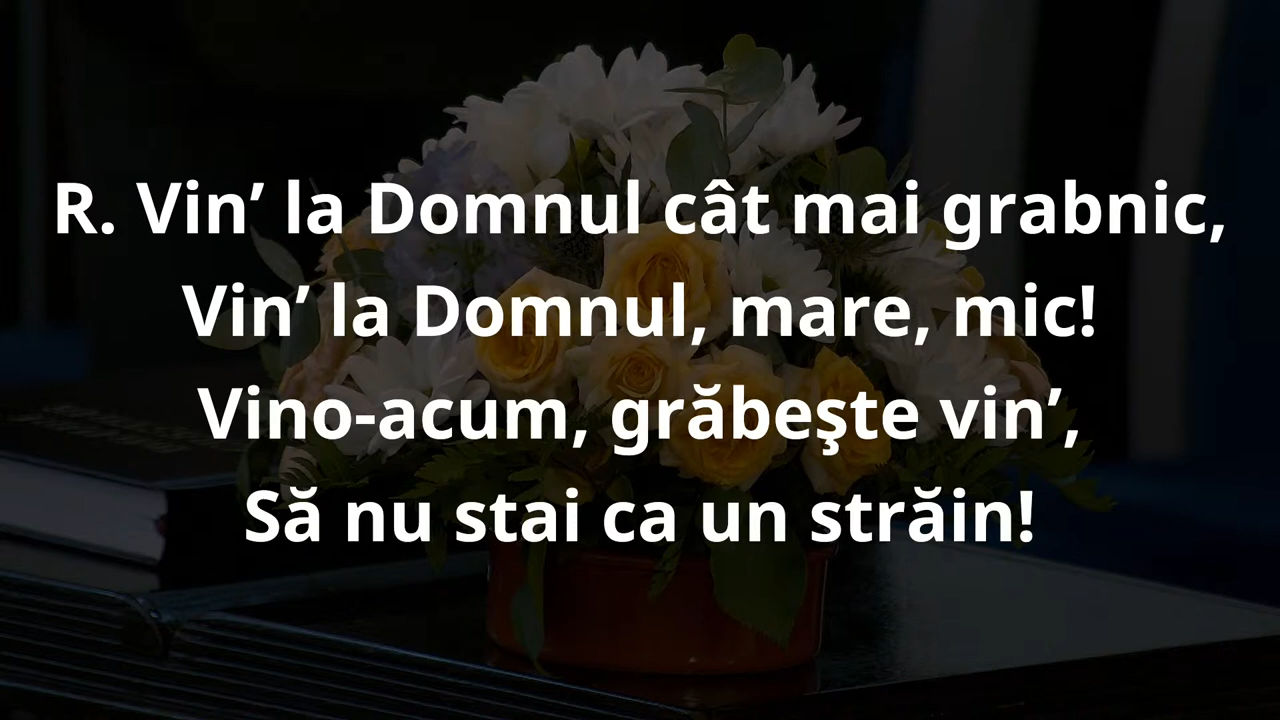 R. Vin’ la Domnul cât mai grabnic,
Vin’ la Domnul, mare, mic!
Vino-acum, grăbeşte vin’,
Să nu stai ca un străin!